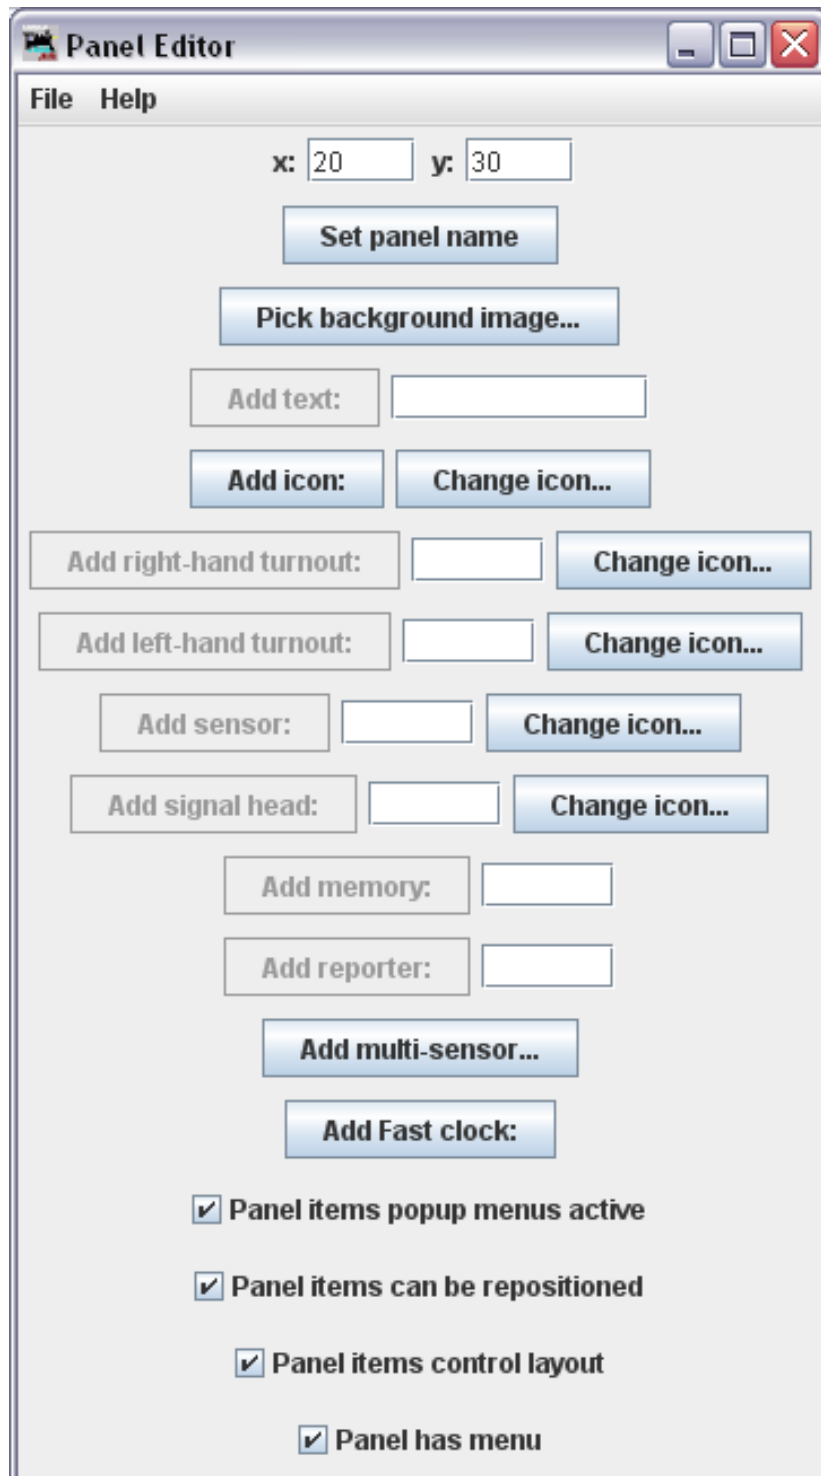 Panel Editor
File Help
x: 20 y: 30
Set panel name
Pick background image...
Add text:
Add icon: Change icon...
Add right-hand turnout: Change icon...
Add left-hand turnout: Change icon...
Add sensor: Change icon...
Add signal head: Change icon...
Add memory:
Add reporter:
Add multi-sensor...
Add Fast clock:
Panel items popup menus active
Panel items can be repositioned
Panel items control layout
Panel has menu